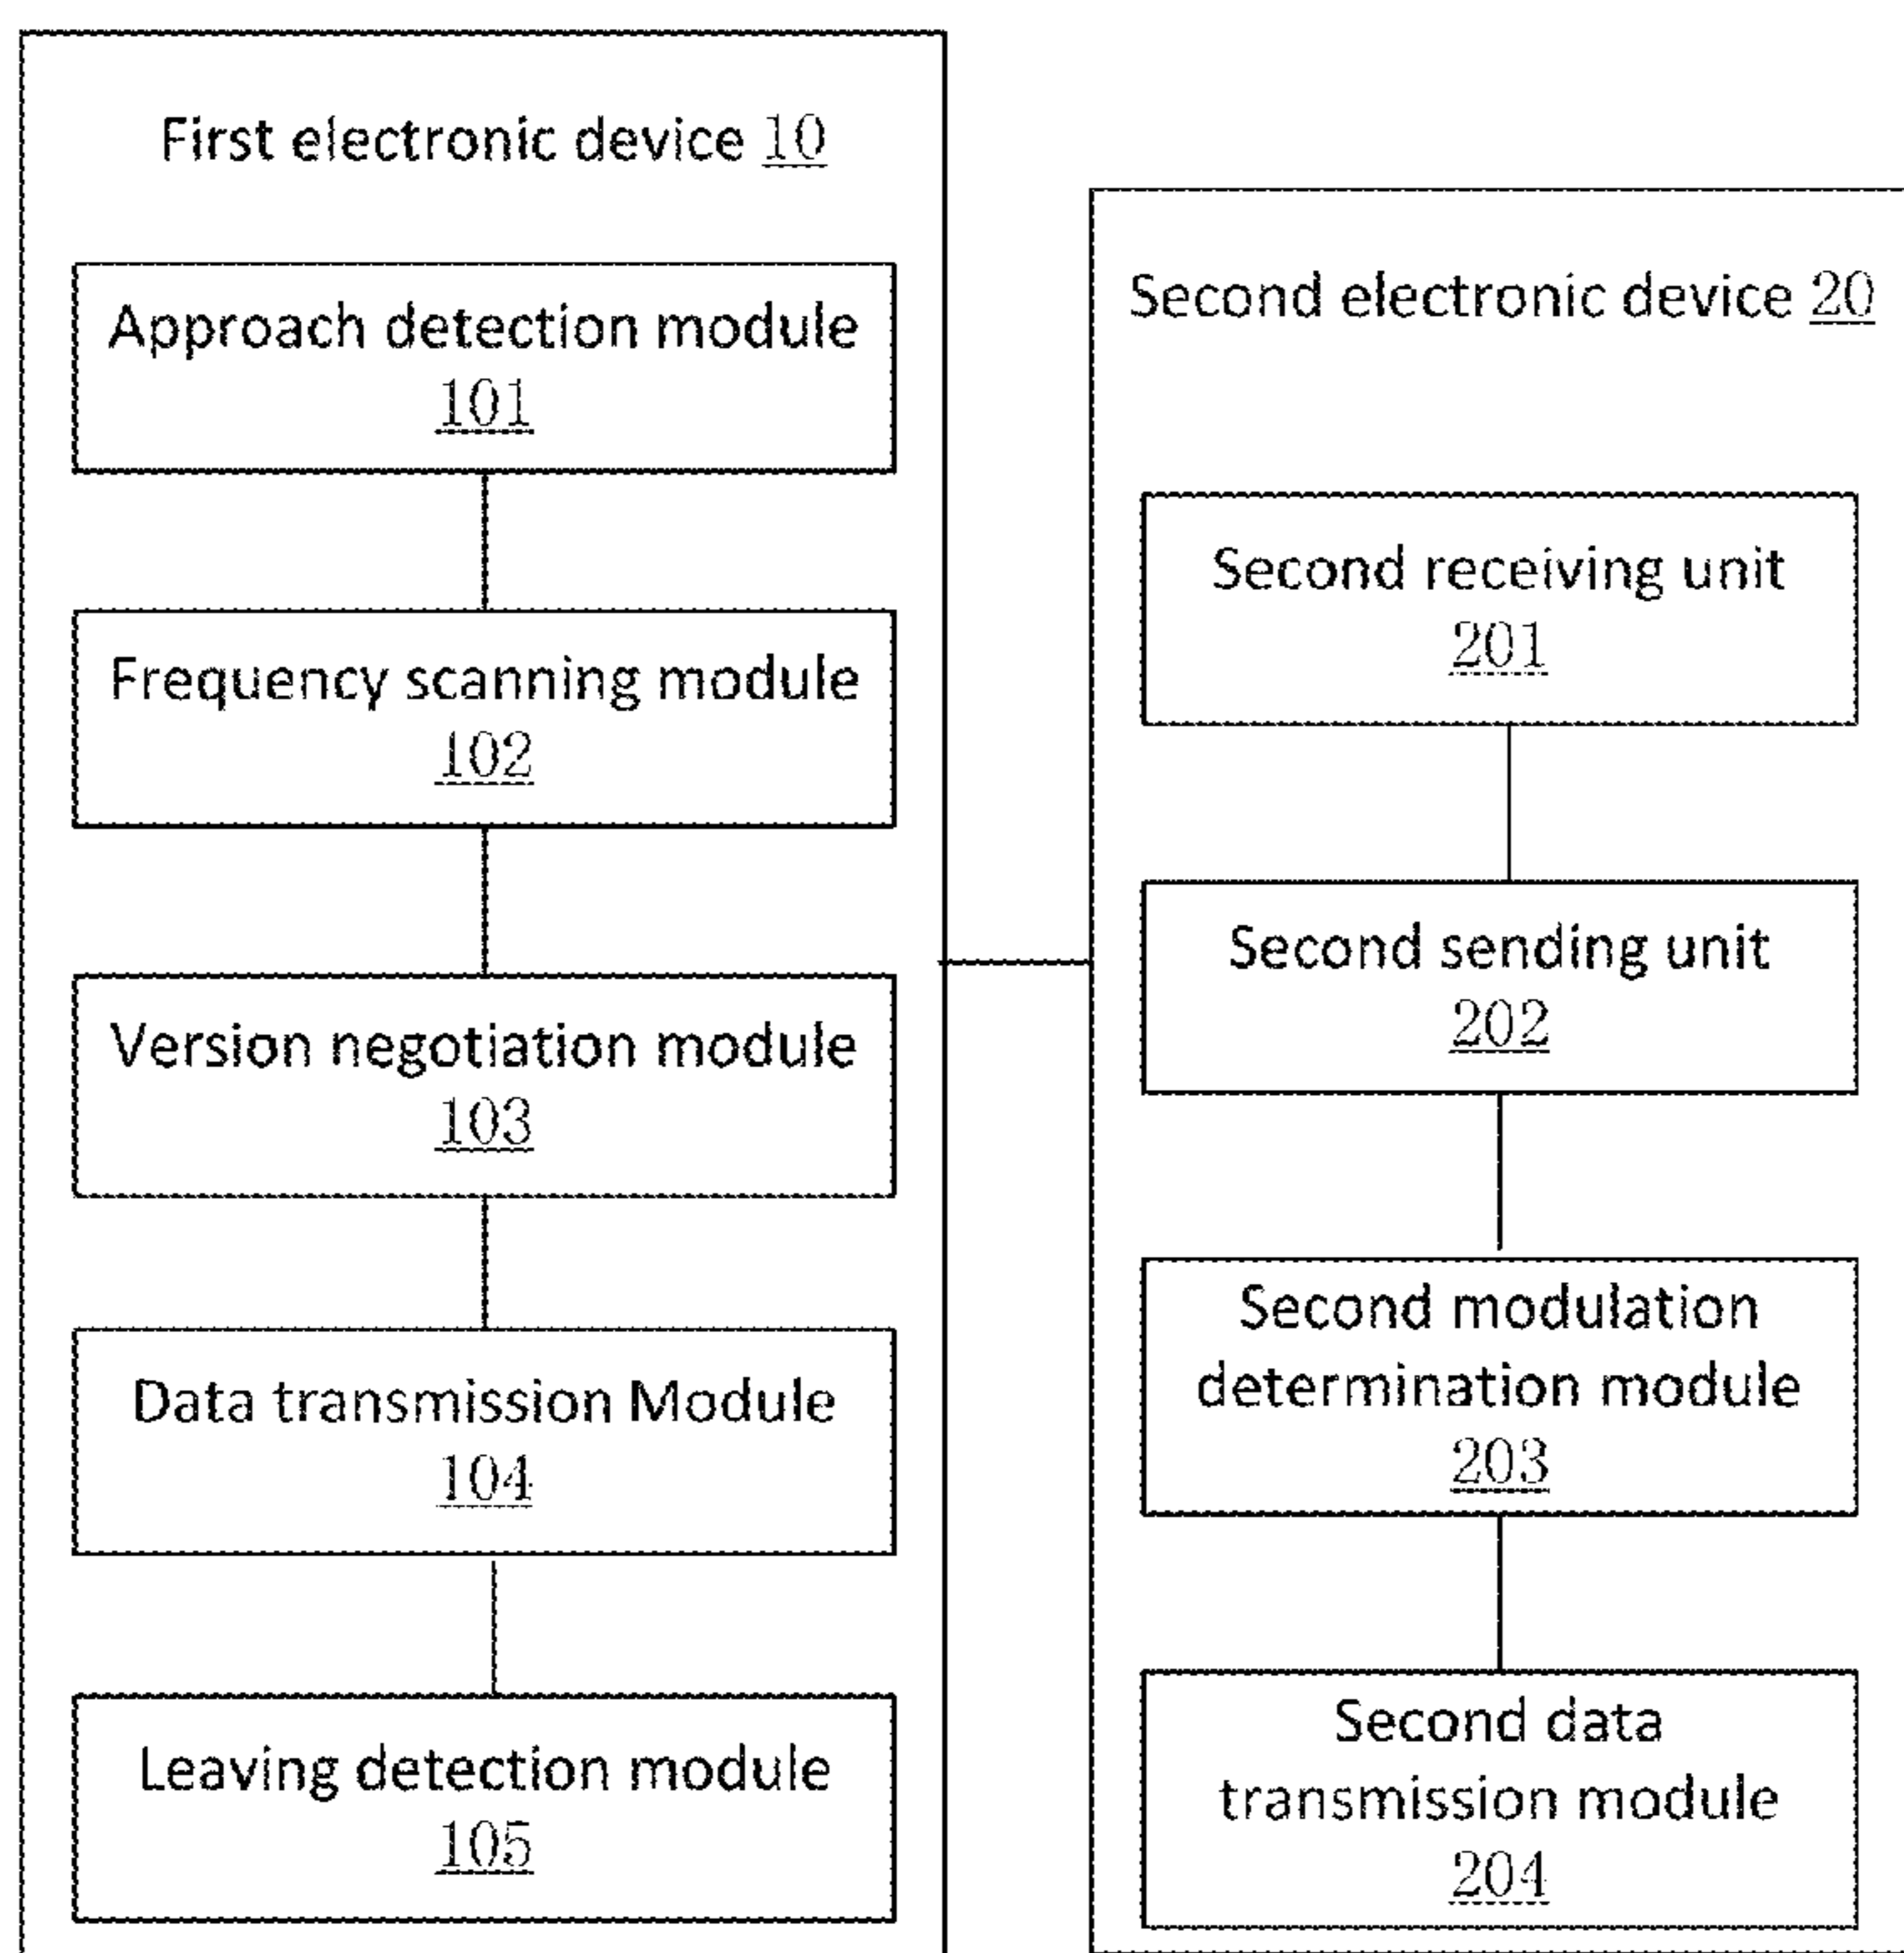 First electronic device 10
Approach detection module
101
Frequency scanning module
102
Version negotiation module
103
Data transmission Module
104
Leaving detection module
105
Second electronic device 20
Second receiving unit
201
Second sending unit
202
Second modulation
determination module
203
Second data
transmission module
204